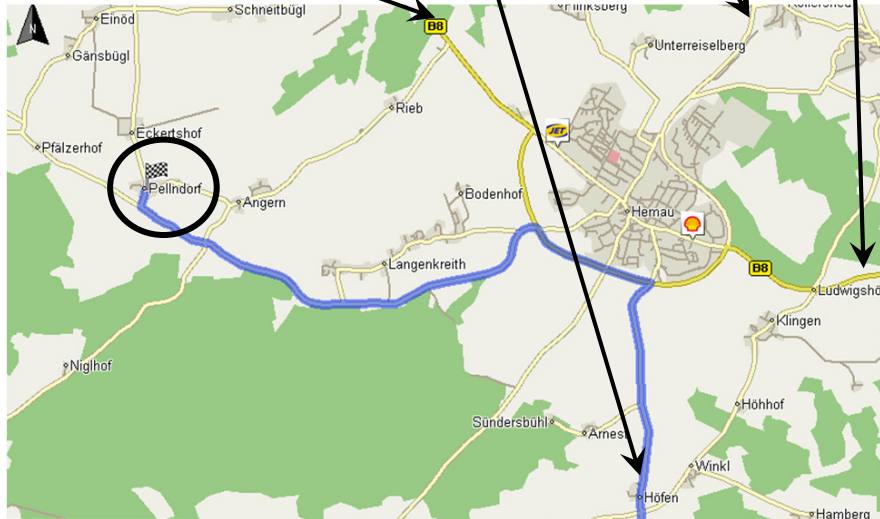 Einöd
Schneitbügl
Flinksberg
N
B8
Gänsbügl
Unterreiselberg
Rieb
JET
Eckertshof
Pfälzerhof
Pellndorf
Angern
Bodenhof
Hemau
Langenkreith
B8
Ludwigshö
Klingen
Niglhof
Höhhof
Sündersbühl
Arnest
Winkl
Höfen
Hamberg